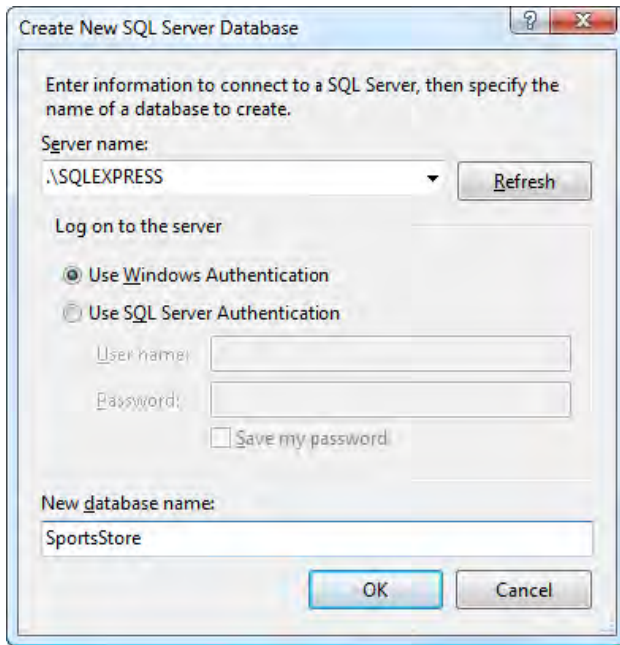 Create New SQL Server Database
Enter information to connect to a SQL Server, then specify the
name of a database to create.
Server name:
.\SQLEXPRESS
Refresh
Log on to the server
Use Windows Authentication
Use SQL Server Authentication
User name:
Password:
Save my password
New database name:
SportsStore
OK
Cancel